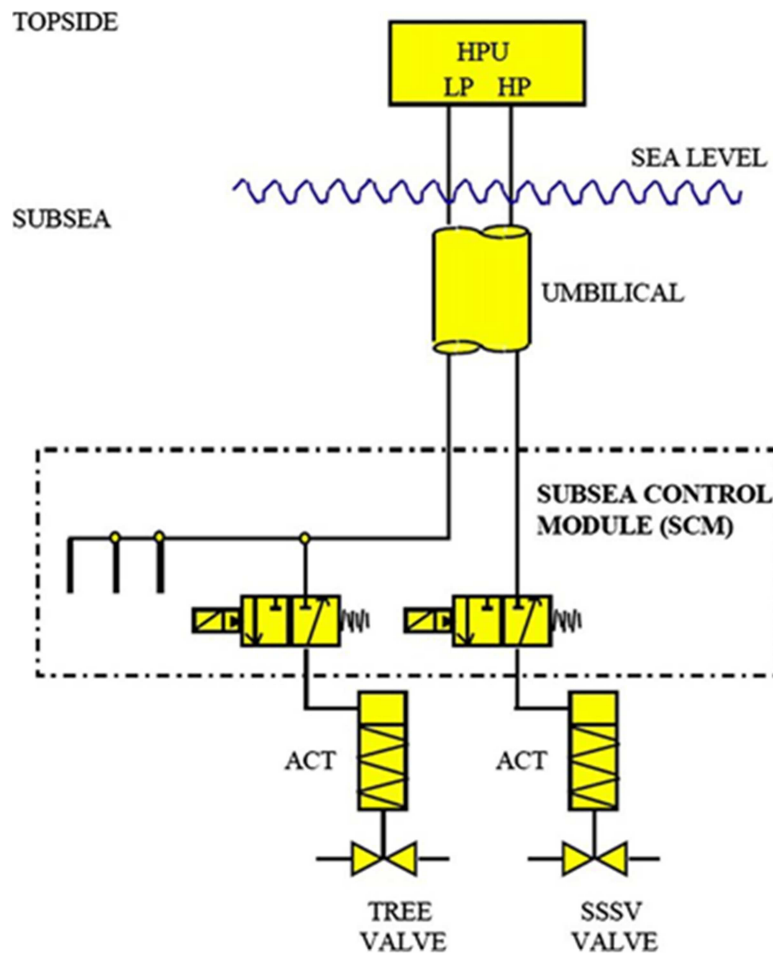 TOPSIDE
HPU
LP HP
SEA LEVEL
SUBSEA
UMBILICAL
SUBSEA CONTROL
MODULE (SCM)
ACT
ACT
TREE
VALVE
SSSV
VALVE